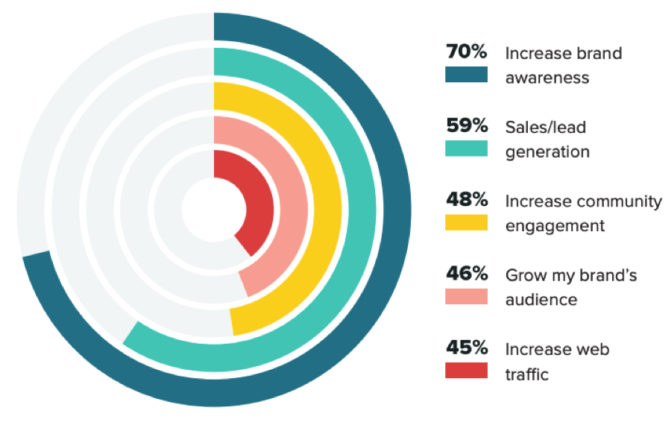 70% Increase brand
awareness
59% Sales/lead
generation
48% Increase community
engagement
46% Grow my brand’s
audience
45% Increase web
traffic